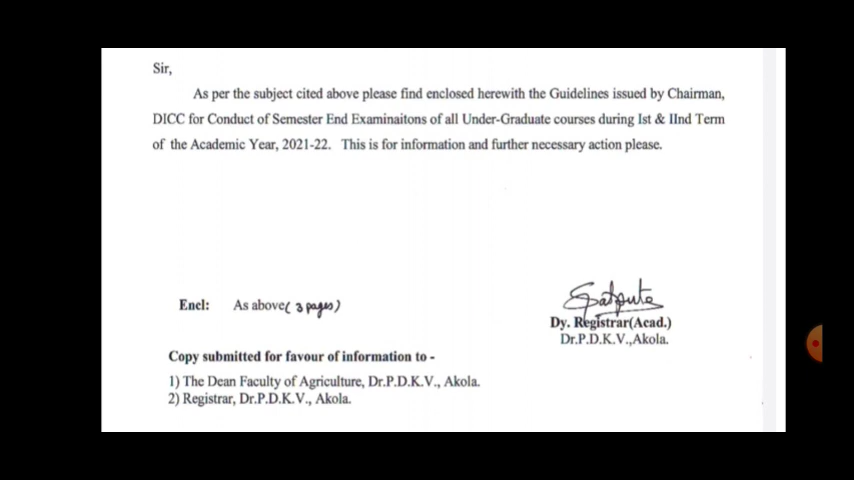 Sir,
As per the subject cited above please find enclosed herewith the Guidelines issued by Chairman,
DICC for Conduct of Semester End Examinaitons of all Under-Graduate courses during Ist & IInd Term
of the Academic Year, 2021-22. This is for information and further necessary action please.
Encl: As above( 3 pages)
Satpute
Dy. Registrar(Acad.)
Dr.P.D.K.V.,Akola.
Copy submitted for favour of information to -
1) The Dean Faculty of Agriculture, Dr.P.D.K.V., Akola.
2) Registrar, Dr.P.D.K.V., Akola.